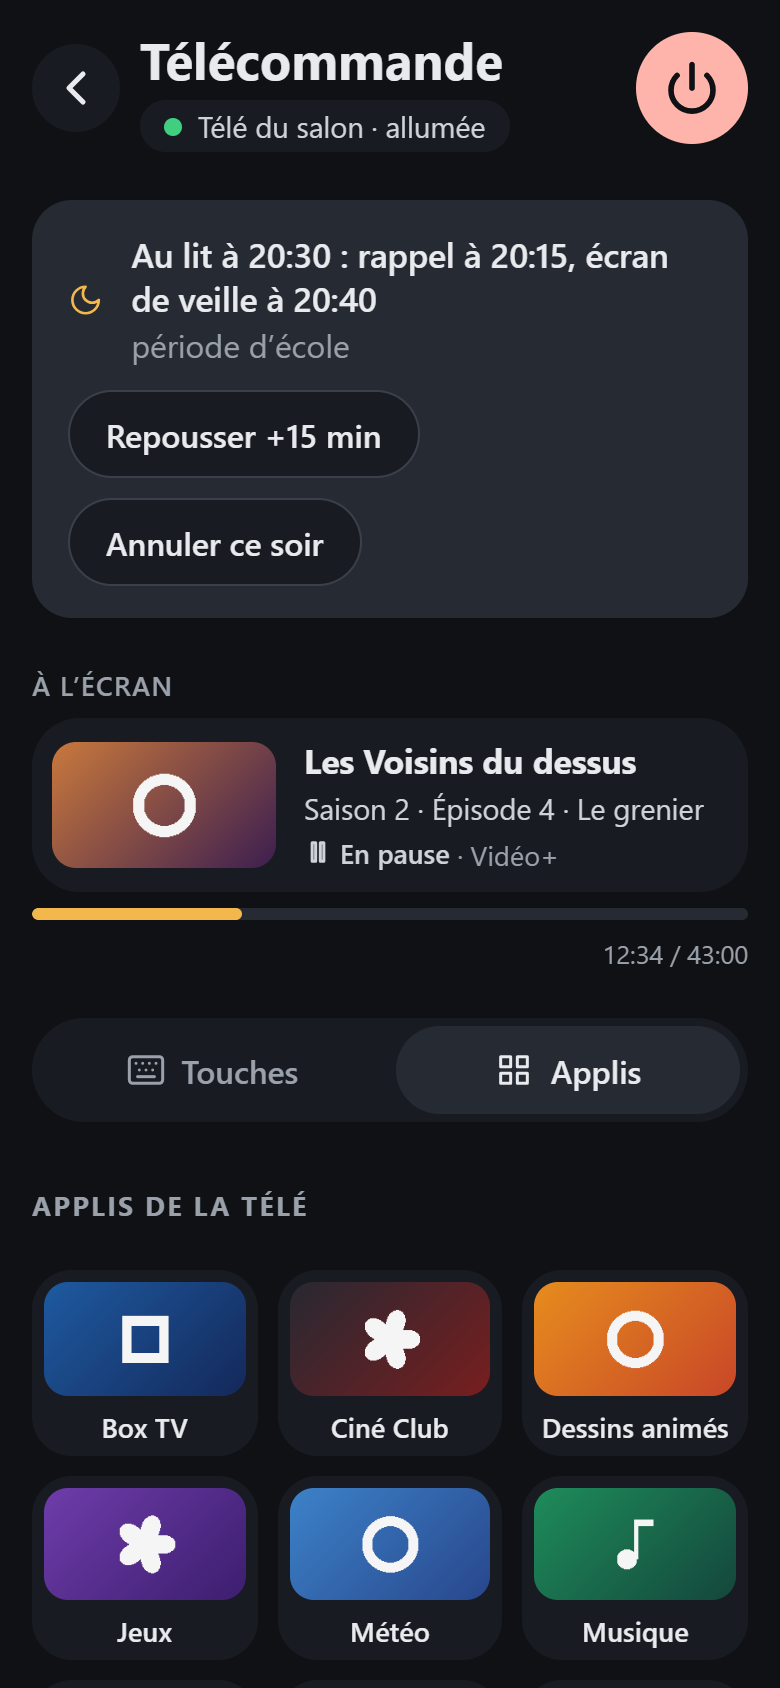 Télécommande
Télé du salon · allumée
Au lit à 20:30 : rappel à 20:15, écran
de veille à 20:40
période d’école
Repousser +15 min
Annuler ce soir
À L’ÉCRAN
Les Voisins du dessus
Saison 2 · Épisode 4 · Le grenier
En pause · Vidéo+
12:34 / 43:00
Touches
Applis
APPLIS DE LA TÉLÉ
Box TV
Ciné Club
Dessins animés
Jeux
Météo
Musique